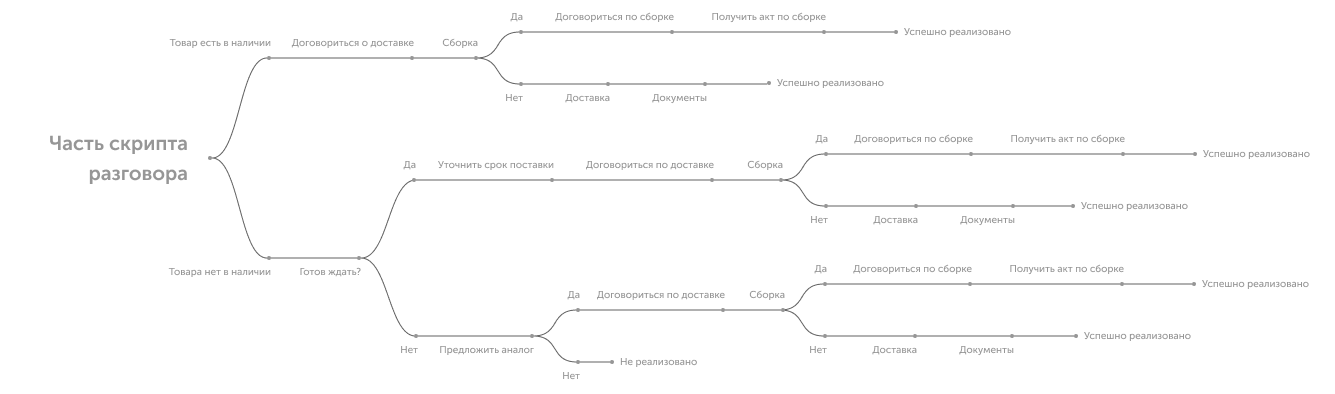 Да
Договориться по сборке
Получить акт по сборке
Успешно реализовано
Товар есть в наличии
Договориться о доставке
Сборка
Успешно реализовано
Нет
Доставка
Документы
Часть скрипта
разговора
Да
Договориться по сборке
Получить акт по сборке
Успешно реализовано
Да
Уточнить срок поставки
Договориться по доставке
Сборка
Успешно реализовано
Нет
Доставка
Документы
Товара нет в наличии
Готов ждать?
Да
Договориться по сборке
Получить акт по сборке
Успешно реализовано
Да
Договориться по доставке
Сборка
Успешно реализовано
Нет
Доставка
Документы
Нет
Предложить аналог
Не реализовано
Нет